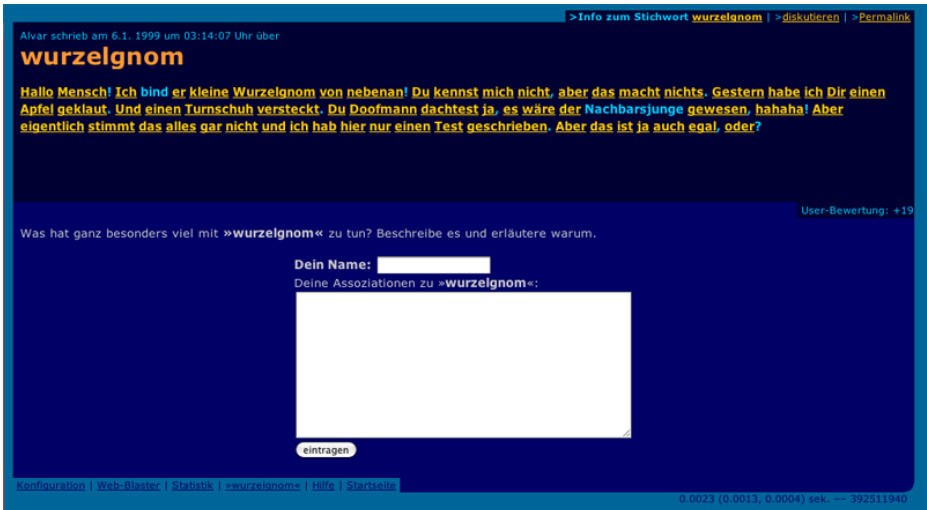 >Info zum Stichwort wurzelgnom | >diskutieren | >Permalink
Alvar schrieb am 6.1. 1999 um 03:14:07 Uhr über
wurzelgnom
Hallo Mensch! Ich bind er kleine Wurzelgnom von nebenan! Du kennst mich nicht, aber das macht nichts. Gestern habe ich Dir einen
Apfel geklaut. Und einen Turnschuh versteckt. Du Doofmann dachtest ja, es wäre der Nachbarsjunge gewesen, hahaha! Aber
eigentlich stimmt das alles gar nicht und ich hab hier nur einen Test geschrieben. Aber das ist ja auch egal, oder?
User-Bewertung: +19
Was hat ganz besonders viel mit »wurzelgnom« zu tun? Beschreibe es und erläutere warum.
Dein Name:
Deine Assoziationen zu »wurzelgnom«:
eintragen
Konfiguration | Web-Blaster | Statistik | »wurzelgnom« | Hilfe | Startseite
0.0023 (0.0013, 0.0004) sek. –– 392511940